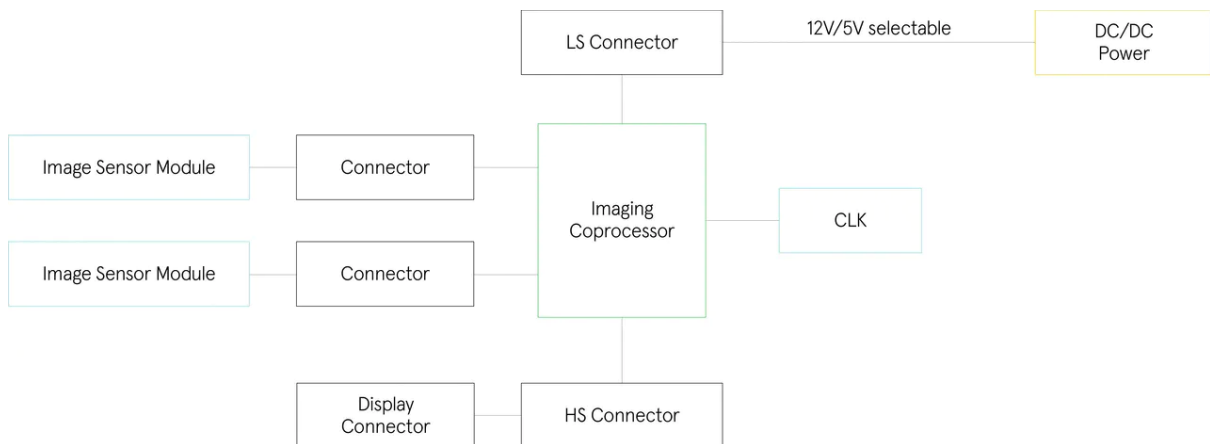 LS Connector
12V/5V selectable
DC/DC
Power
Image Sensor Module
Connector
Imaging
Coprocessor
CLK
Image Sensor Module
Connector
Display
Connector
HS Connector